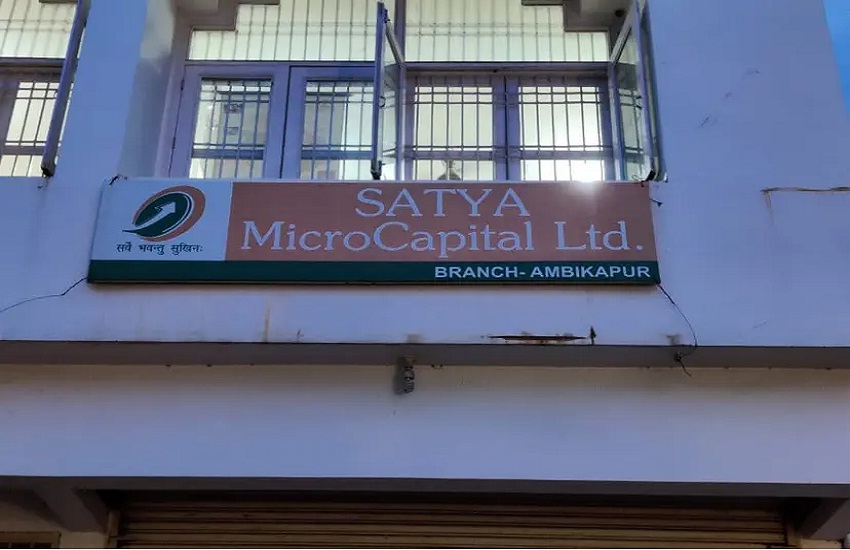 SATYA
MicroCapital Ltd.
सर्वे भवन्तु सुखिनः
BRANCH- AMBIKAPUR